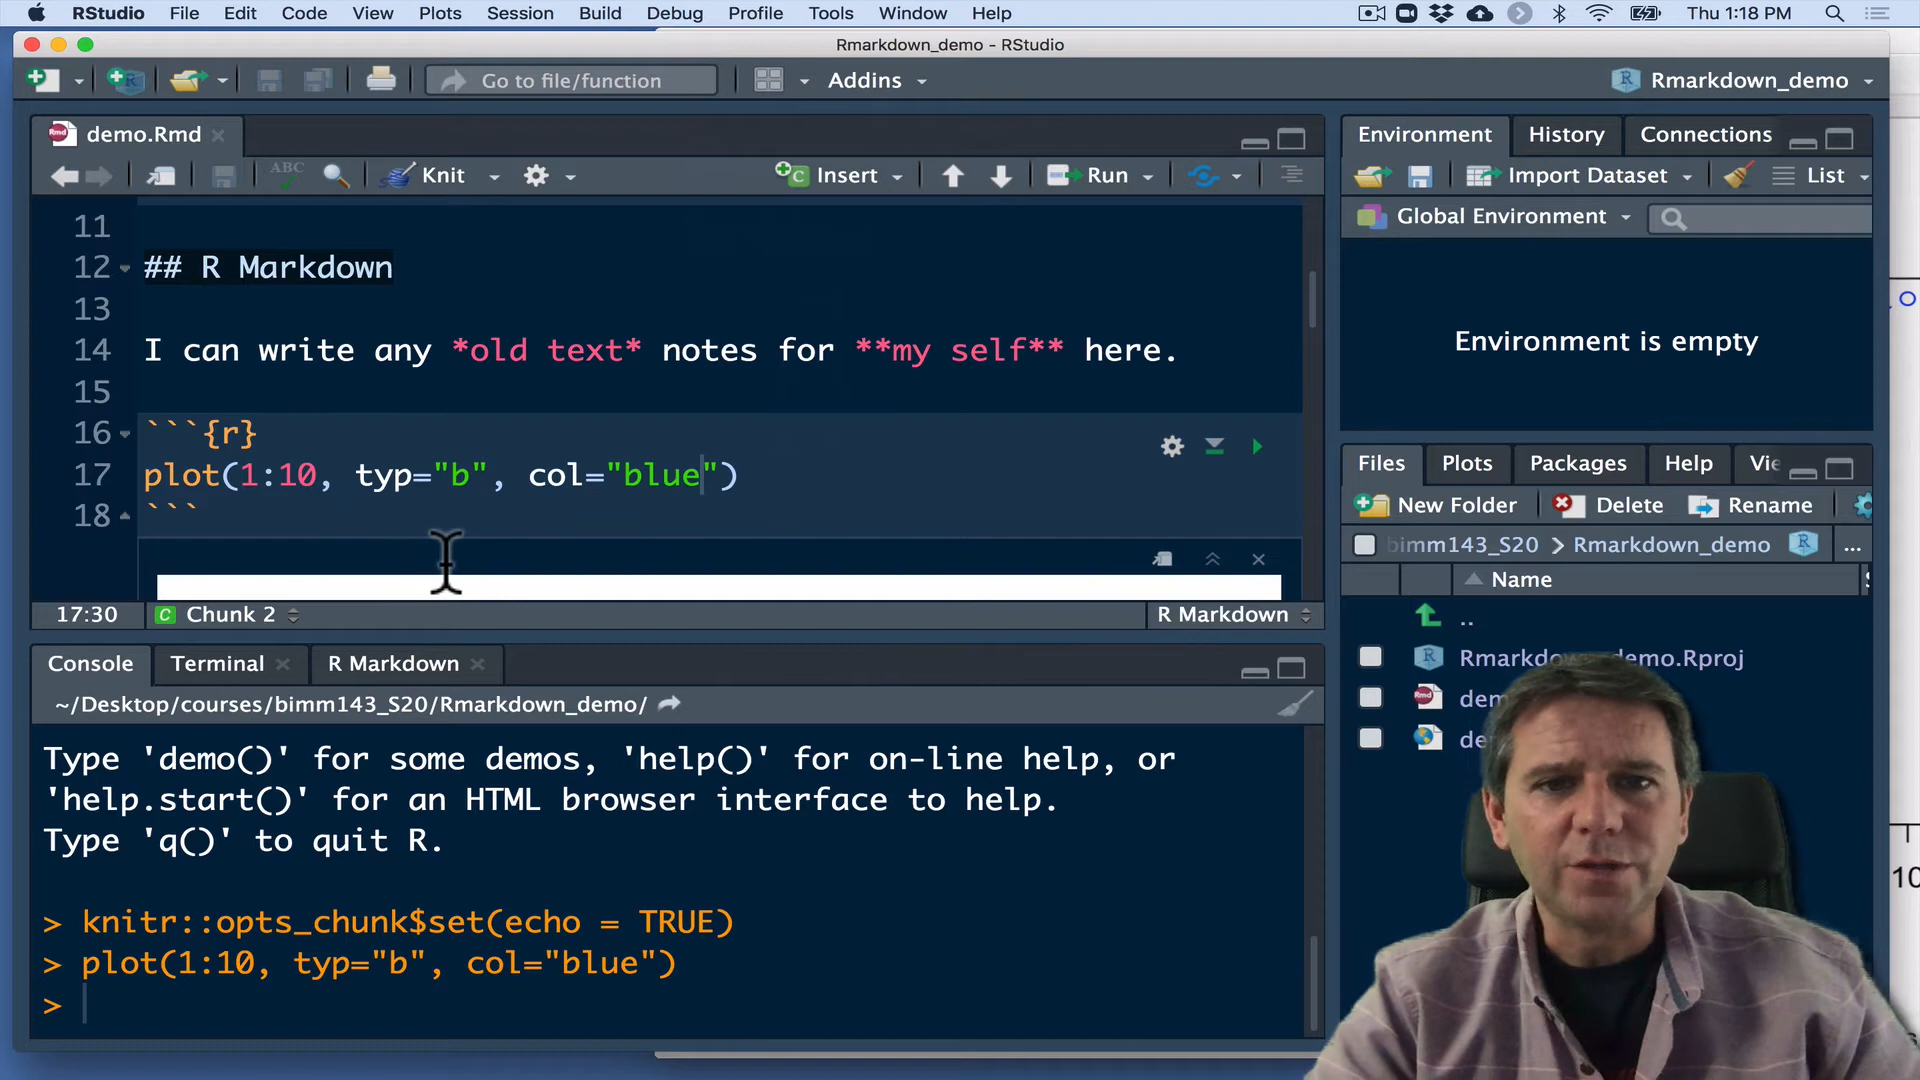 RStudio File Edit Code View Plots Session Build Debug Profile Tools Window Help Thu 1:18 PM
Rmarkdown_demo - RStudio
Go to file/function Addins Rmarkdown_demo
demo.Rmd
Environment History Connections
ABC Knit Insert Run
Import Dataset List
Global Environment
11
12 ## R Markdown
13
14 I can write any *old text* notes for **my self** here.
15
16 ```{r}
17 plot(1:10, typ="b", col="blue")
18 ```
Environment is empty
Files Plots Packages Help Vi
New Folder Delete Rename
bimm143_S20 > Rmarkdown_demo ...
Name
..
17:30 Chunk 2 R Markdown
Console Terminal R Markdown
~/Desktop/courses/bimm143_S20/Rmarkdown_demo/
Rmarkdown_demo.Rproj
Type 'demo()' for some demos, 'help()' for on-line help, or
'help.start()' for an HTML browser interface to help.
Type 'q()' to quit R.
> knitr::opts_chunk$set(echo = TRUE)
> plot(1:10, typ="b", col="blue")
>
10